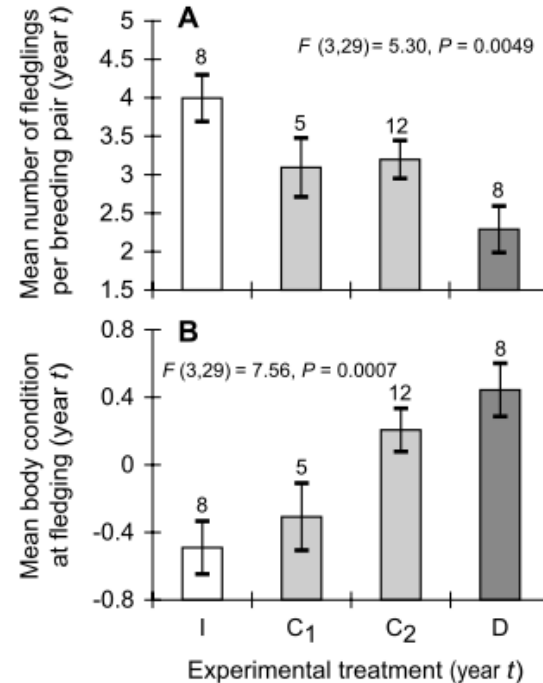 A
F (3,29) = 5.30, P = 0.0049
Mean number of fledglings
per breeding pair (year t)
5
4.5
4
3.5
3
2.5
2
1.5
8
5
12
8
B
F (3,29) = 7.56, P = 0.0007
Mean body condition
at fledging (year t)
0.8
0.4
0
-0.4
-0.8
8
5
12
8
I C1 C2 D
Experimental treatment (year t)